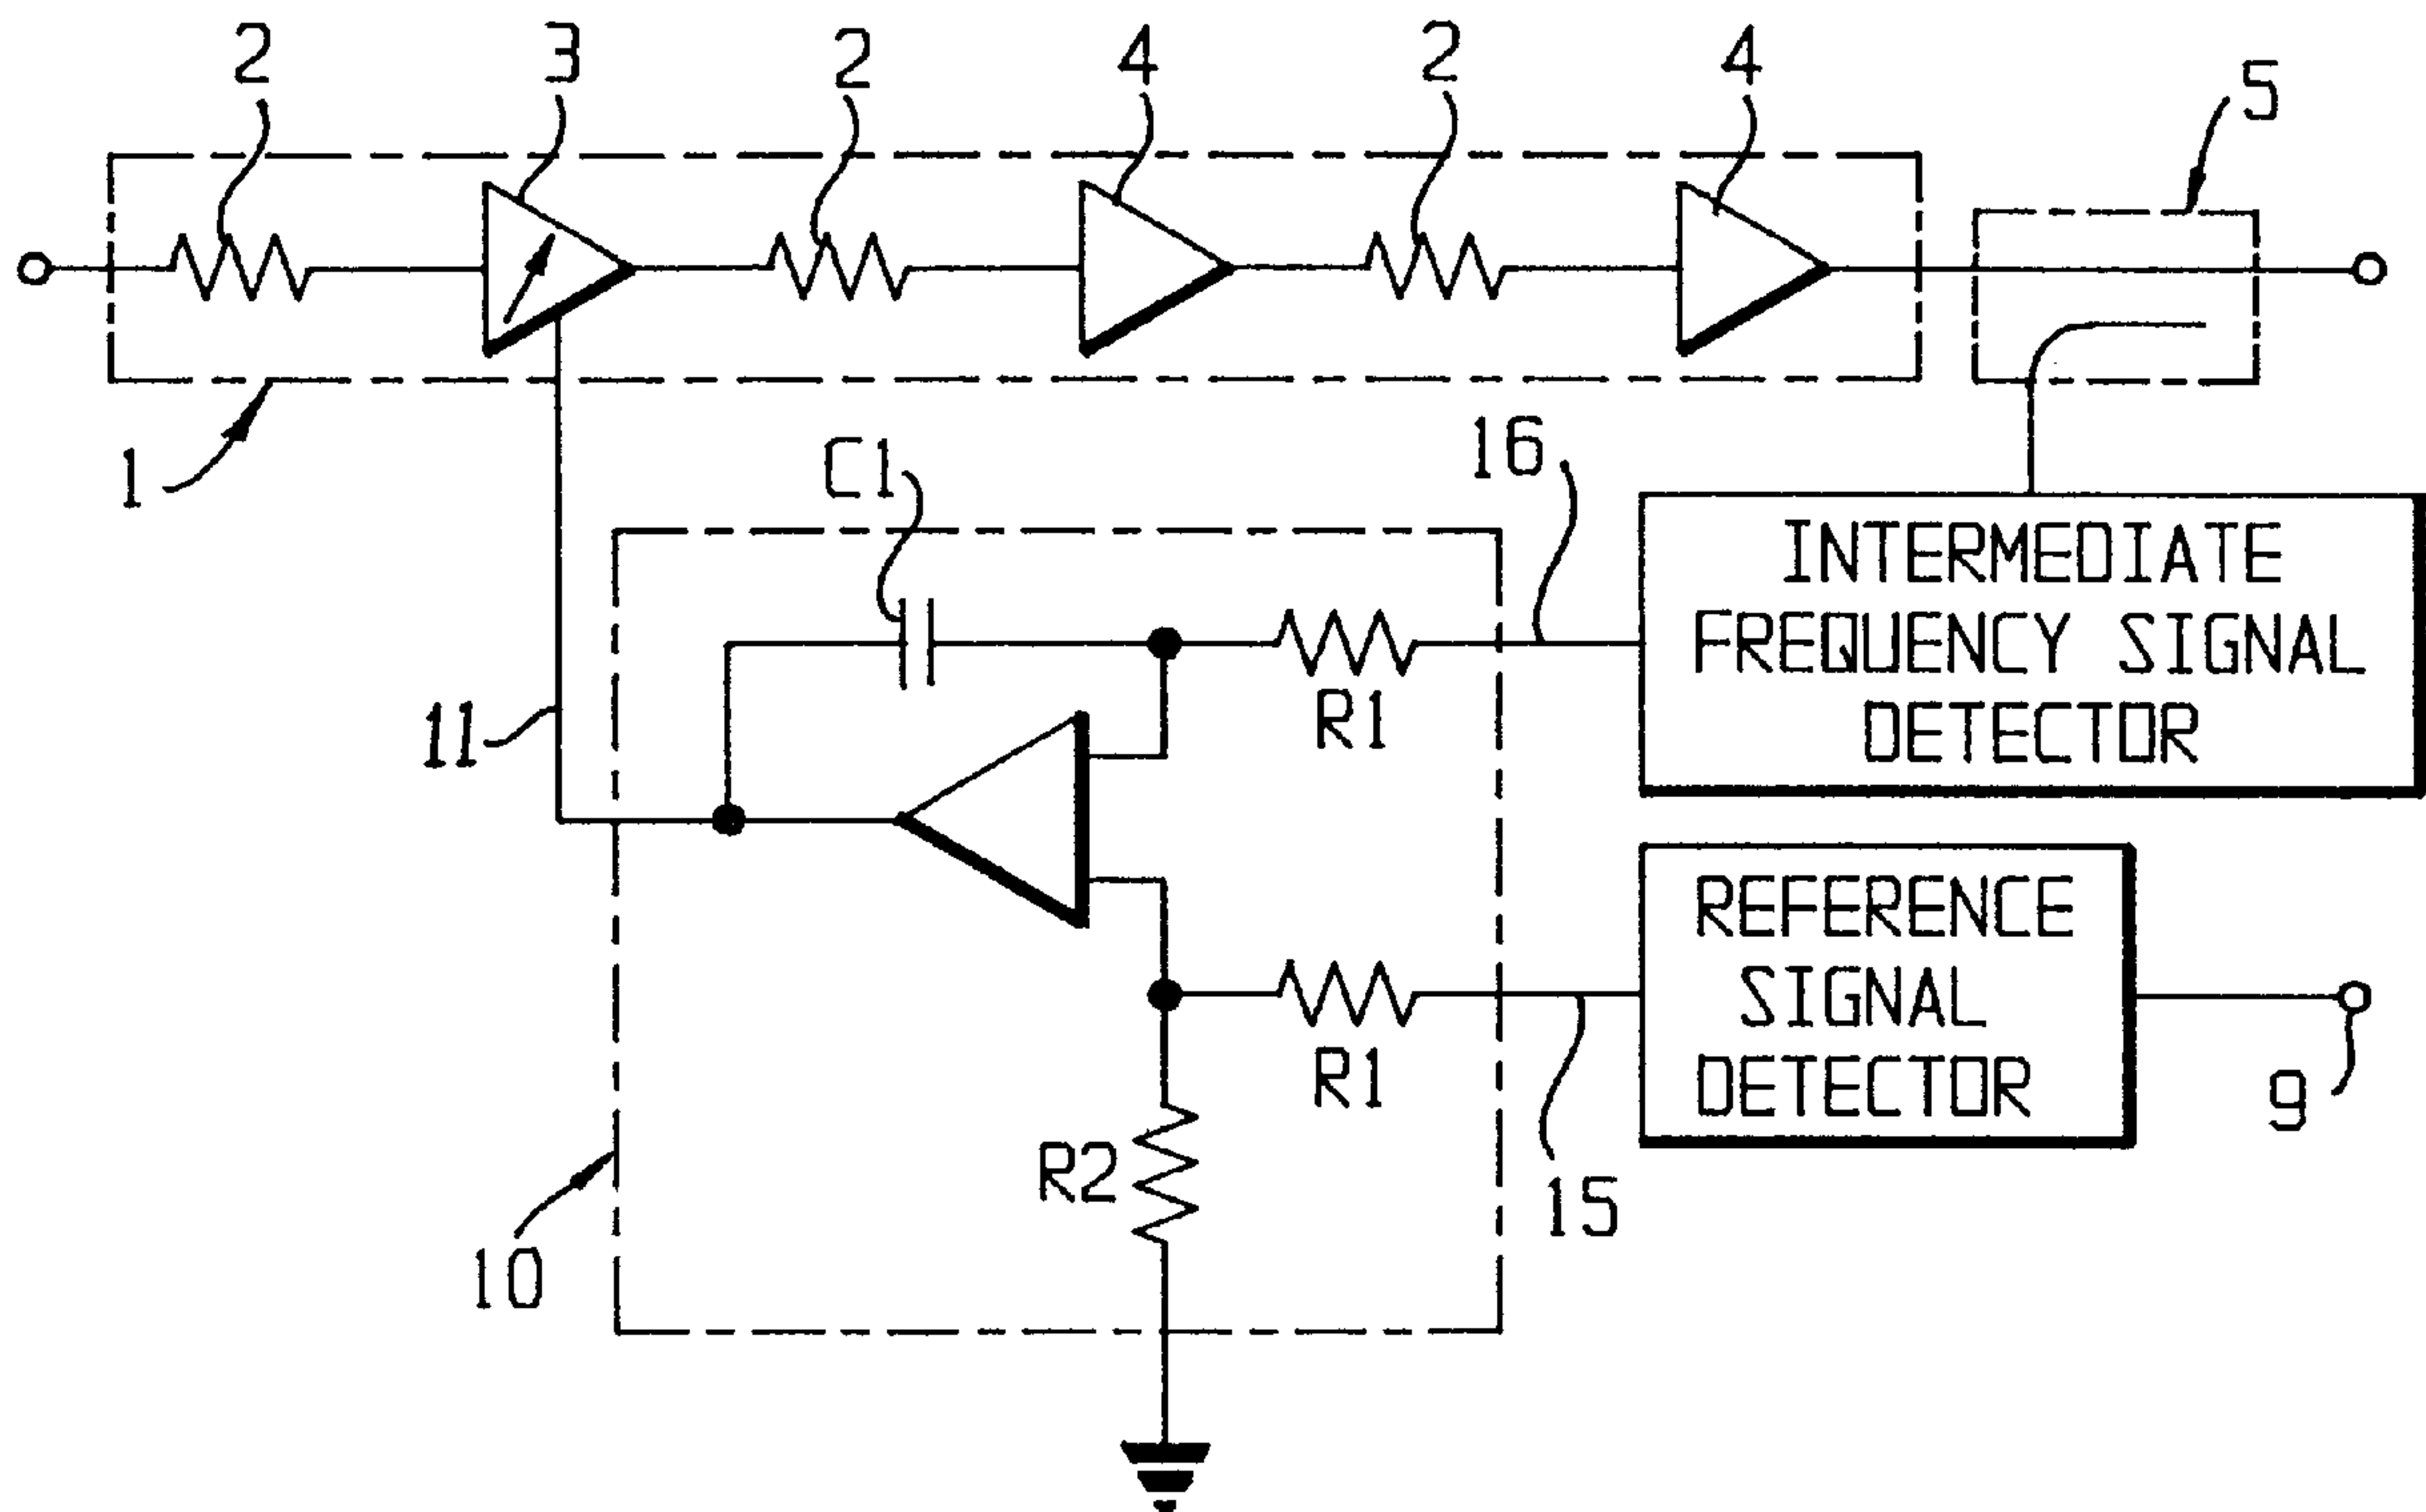 2 3 2 4 2 4 5
1
C1
16
INTERMEDIATE
FREQUENCY SIGNAL
DETECTOR
R1
11
REFERENCE
SIGNAL
DETECTOR
R1
9
R2
15
10